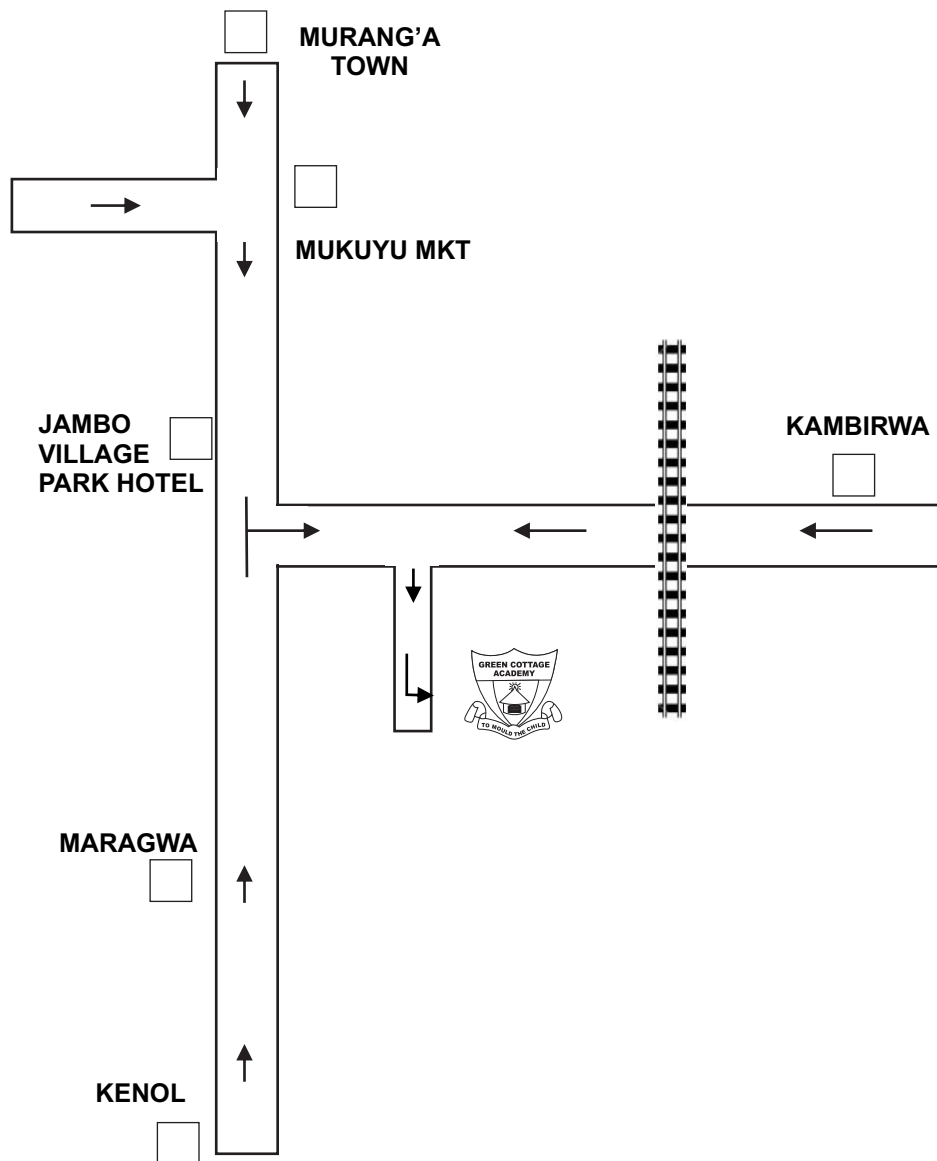 MURANG’A
TOWN
MUKUYU MKT
JAMBO
VILLAGE
PARK HOTEL
KAMBIRWA
GREEN COTTAGE
ACADEMY
TO MOULD THE CHILD
MARAGWA
KENOL